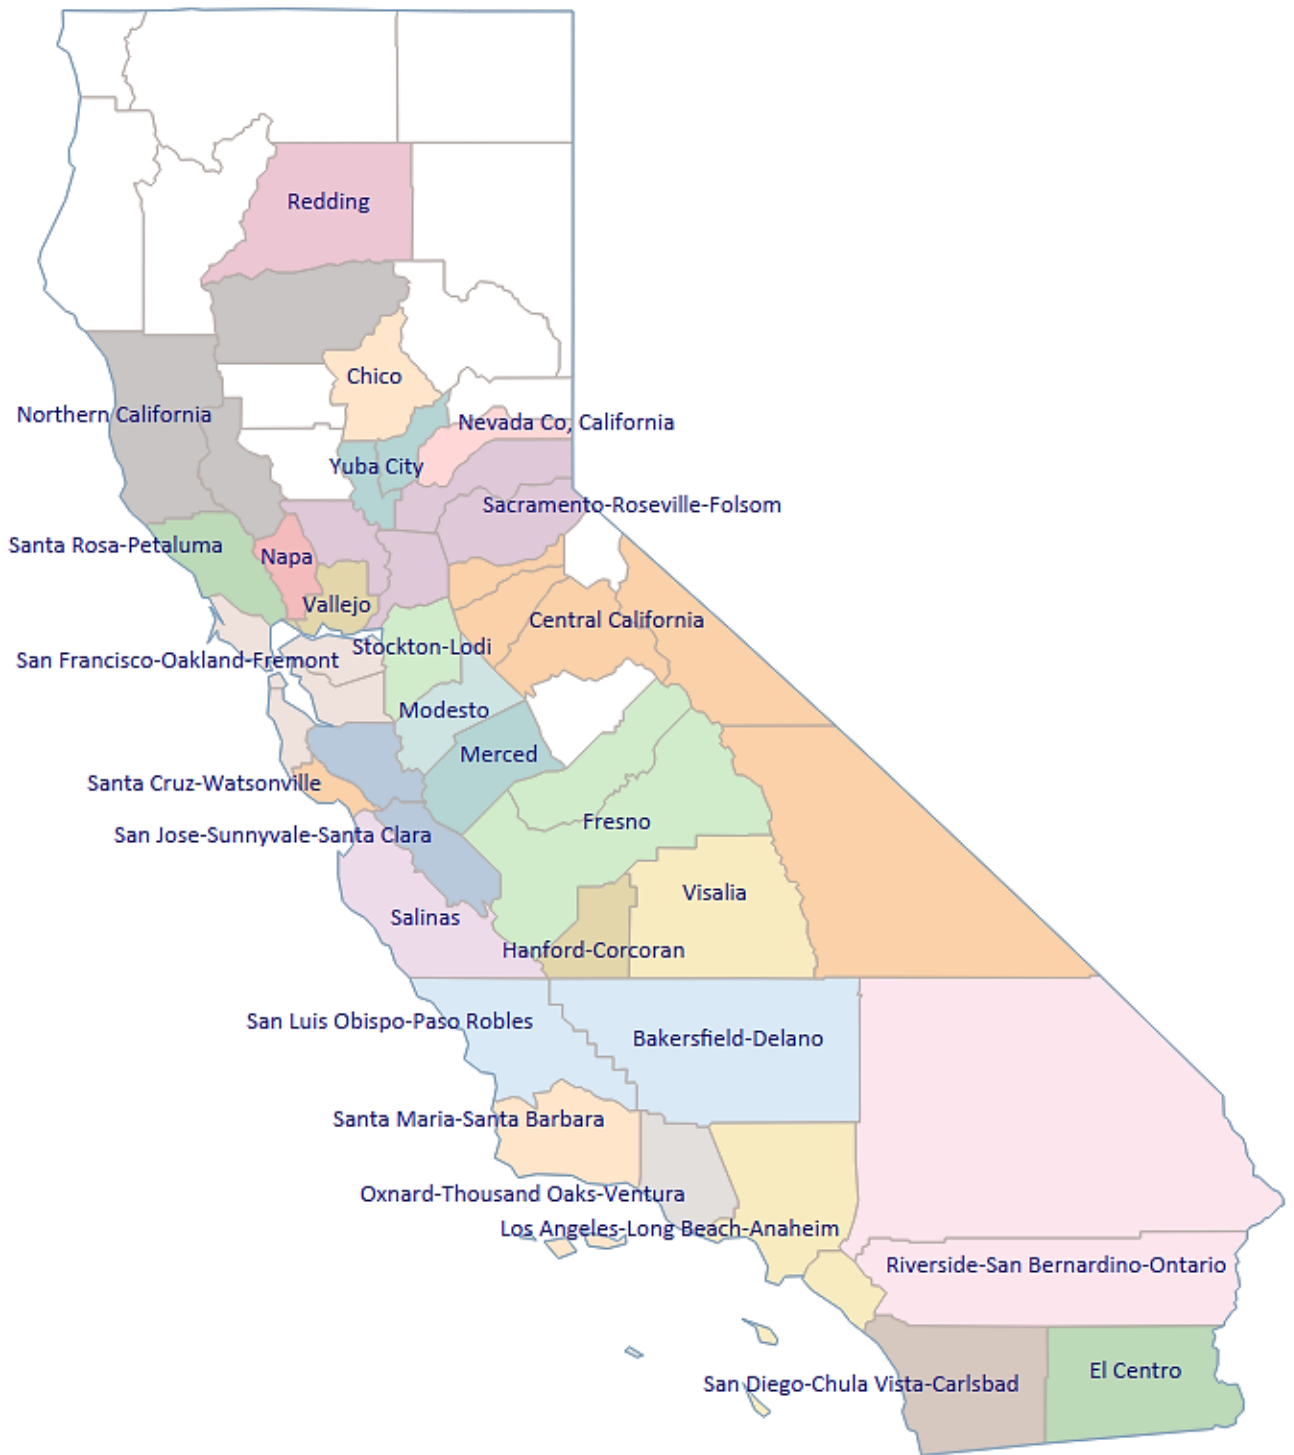 Redding
Chico
Northern California
Nevada Co, California
Yuba City
Sacramento-Roseville-Folsom
Santa Rosa-Petaluma
Napa
Vallejo
Central California
Stockton-Lodi
San Francisco-Oakland-Fremont
Modesto
Merced
Santa Cruz-Watsonville
Fresno
San Jose-Sunnyvale-Santa Clara
Visalia
Salinas
Hanford-Corcoran
San Luis Obispo-Paso Robles
Bakersfield-Delano
Santa Maria-Santa Barbara
Oxnard-Thousand Oaks-Ventura
Los Angeles-Long Beach-Anaheim
Riverside-San Bernardino-Ontario
El Centro
San Diego-Chula Vista-Carlsbad